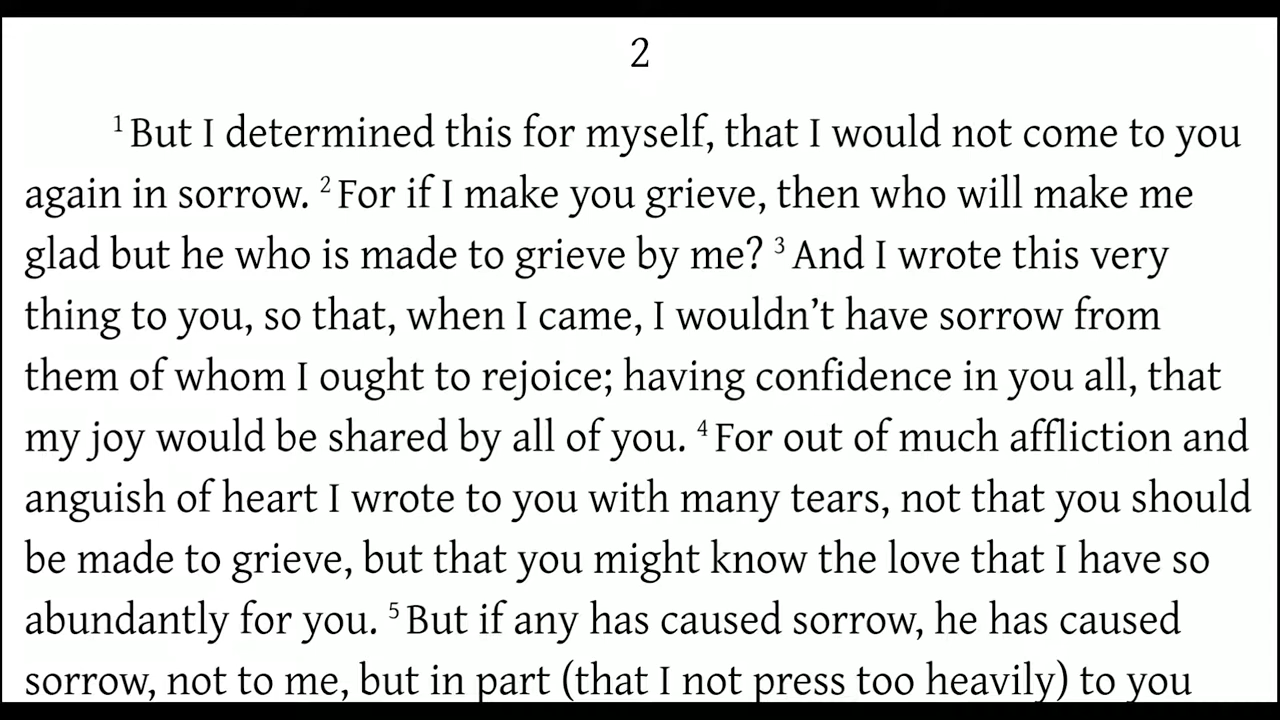 2
1 But I determined this for myself, that I would not come to you
again in sorrow. 2 For if I make you grieve, then who will make me
glad but he who is made to grieve by me? 3 And I wrote this very
thing to you, so that, when I came, I wouldn’t have sorrow from
them of whom I ought to rejoice; having confidence in you all, that
my joy would be shared by all of you. 4 For out of much affliction and
anguish of heart I wrote to you with many tears, not that you should
be made to grieve, but that you might know the love that I have so
abundantly for you. 5 But if any has caused sorrow, he has caused
sorrow, not to me, but in part (that I not press too heavily) to you